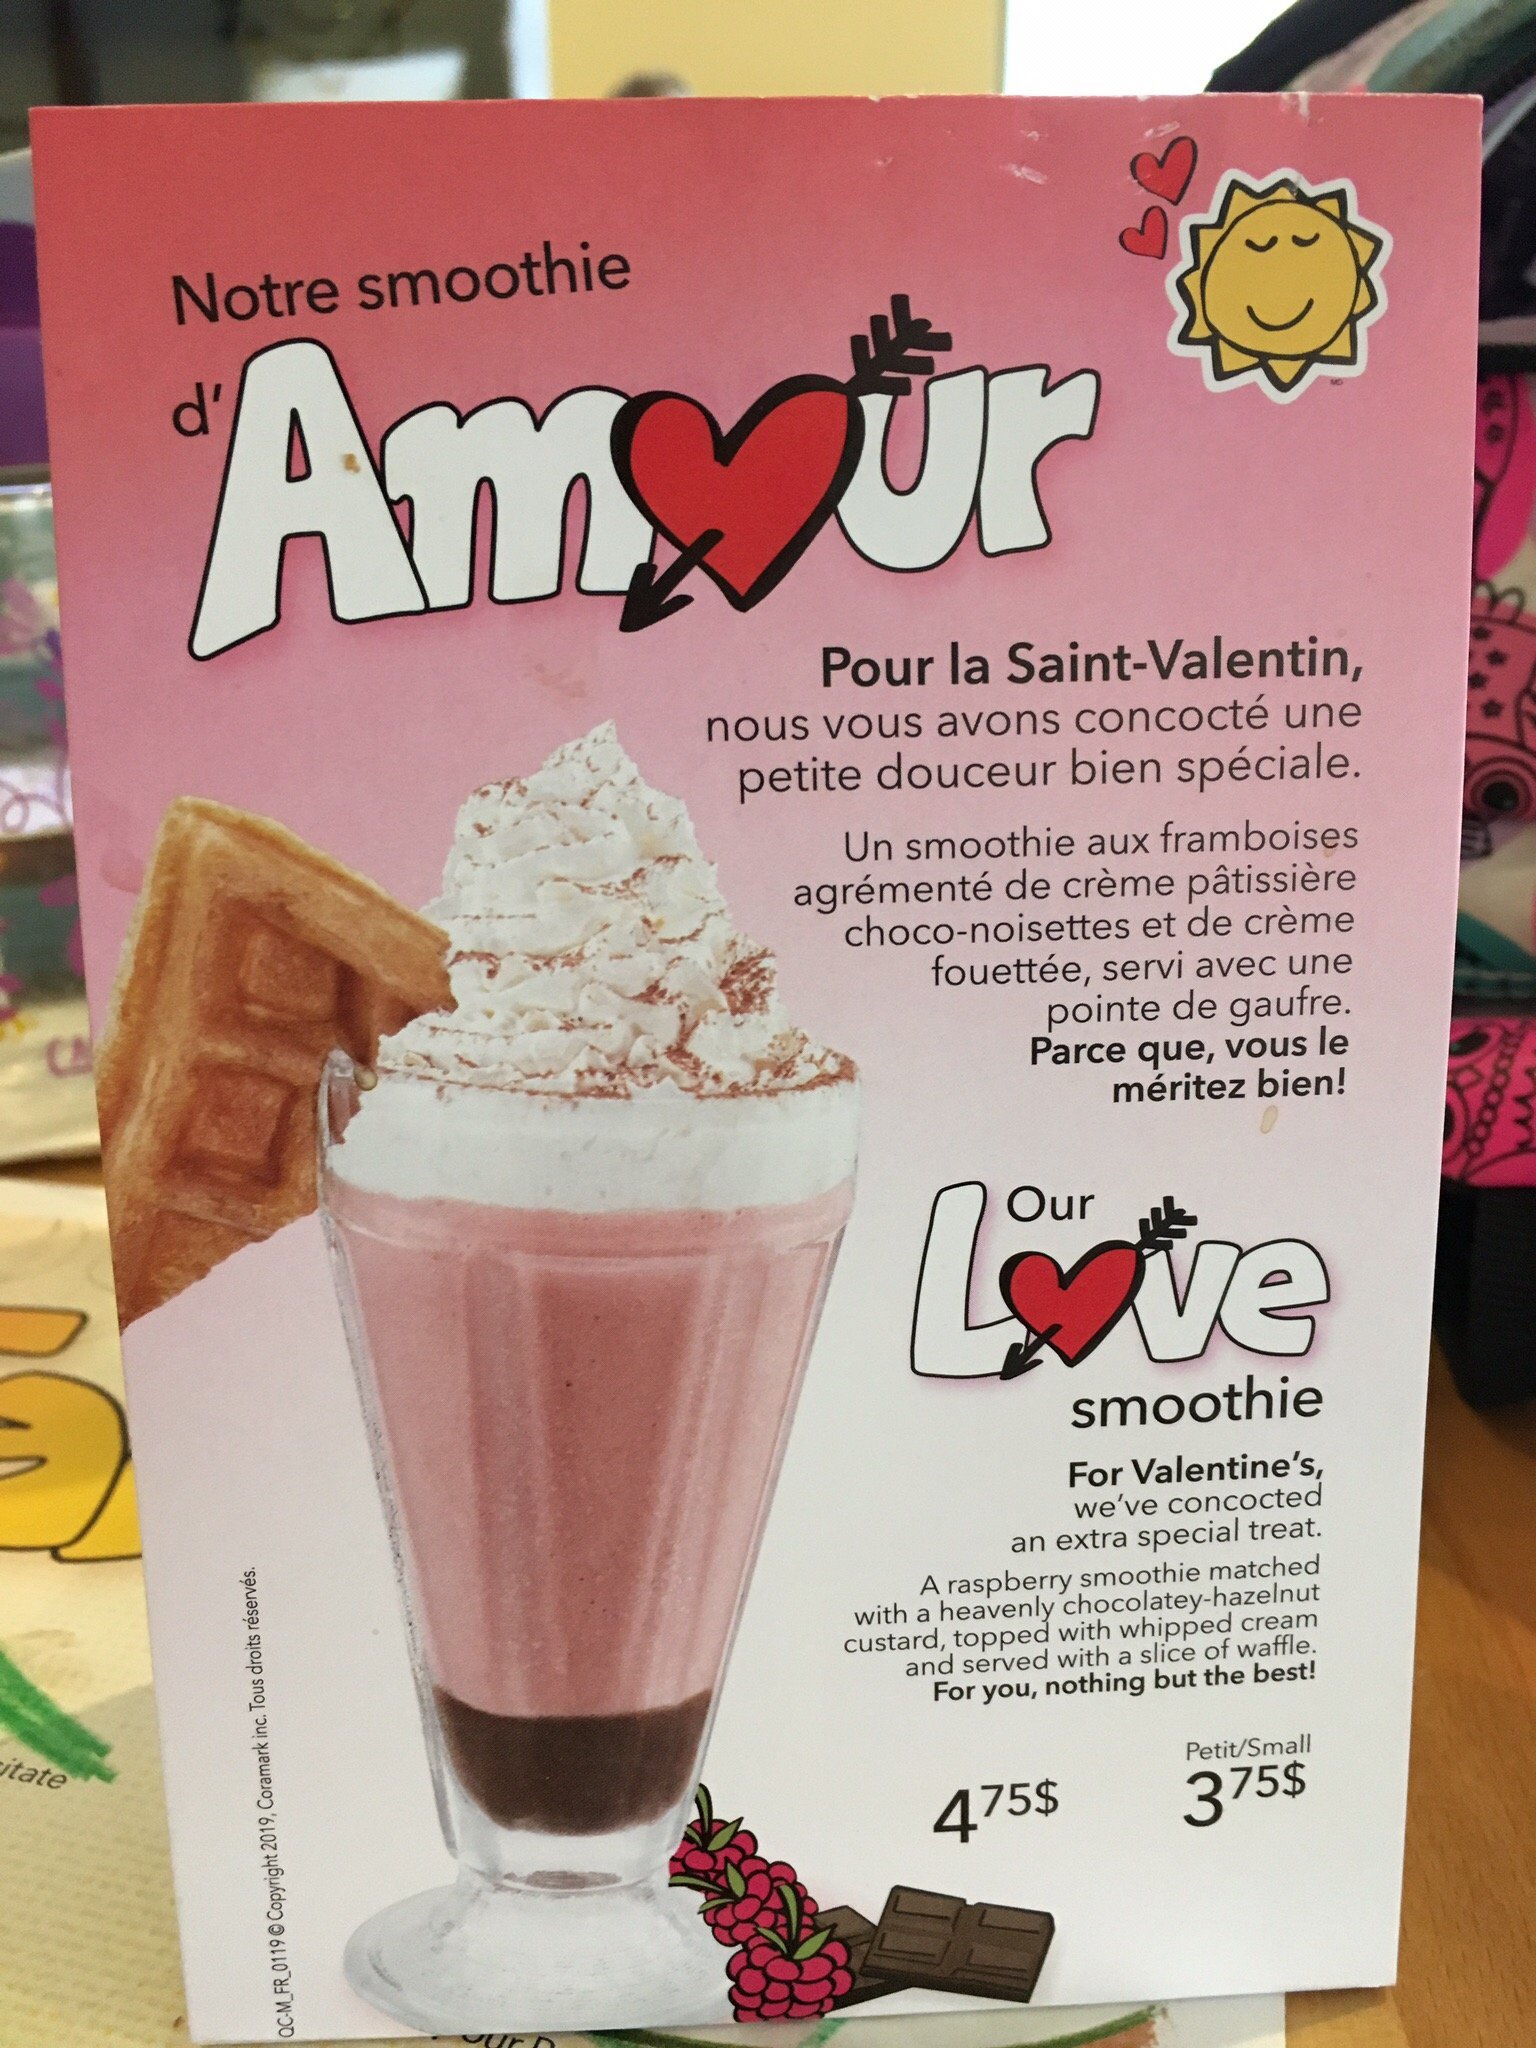 Notre smoothie
d'Amour
MD
Pour la Saint-Valentin,
nous vous avons concocté une
petite douceur bien spéciale.
Un smoothie aux framboises
agrémenté de crème pâtissière
choco-noisettes et de crème
fouettée, servi avec une
pointe de gaufre.
Parce que, vous le
méritez bien!
Our
Love
smoothie
For Valentine's,
we've concocted
an extra special treat.
A raspberry smoothie matched
with a heavenly chocolatey-hazelnut
custard, topped with whipped cream
and served with a slice of waffle.
For you, nothing but the best!
Petit/Small
4 75$ 3 75$
QC-M_FR_0119 © Copyright 2019, Coramark inc. Tous droits réservés.